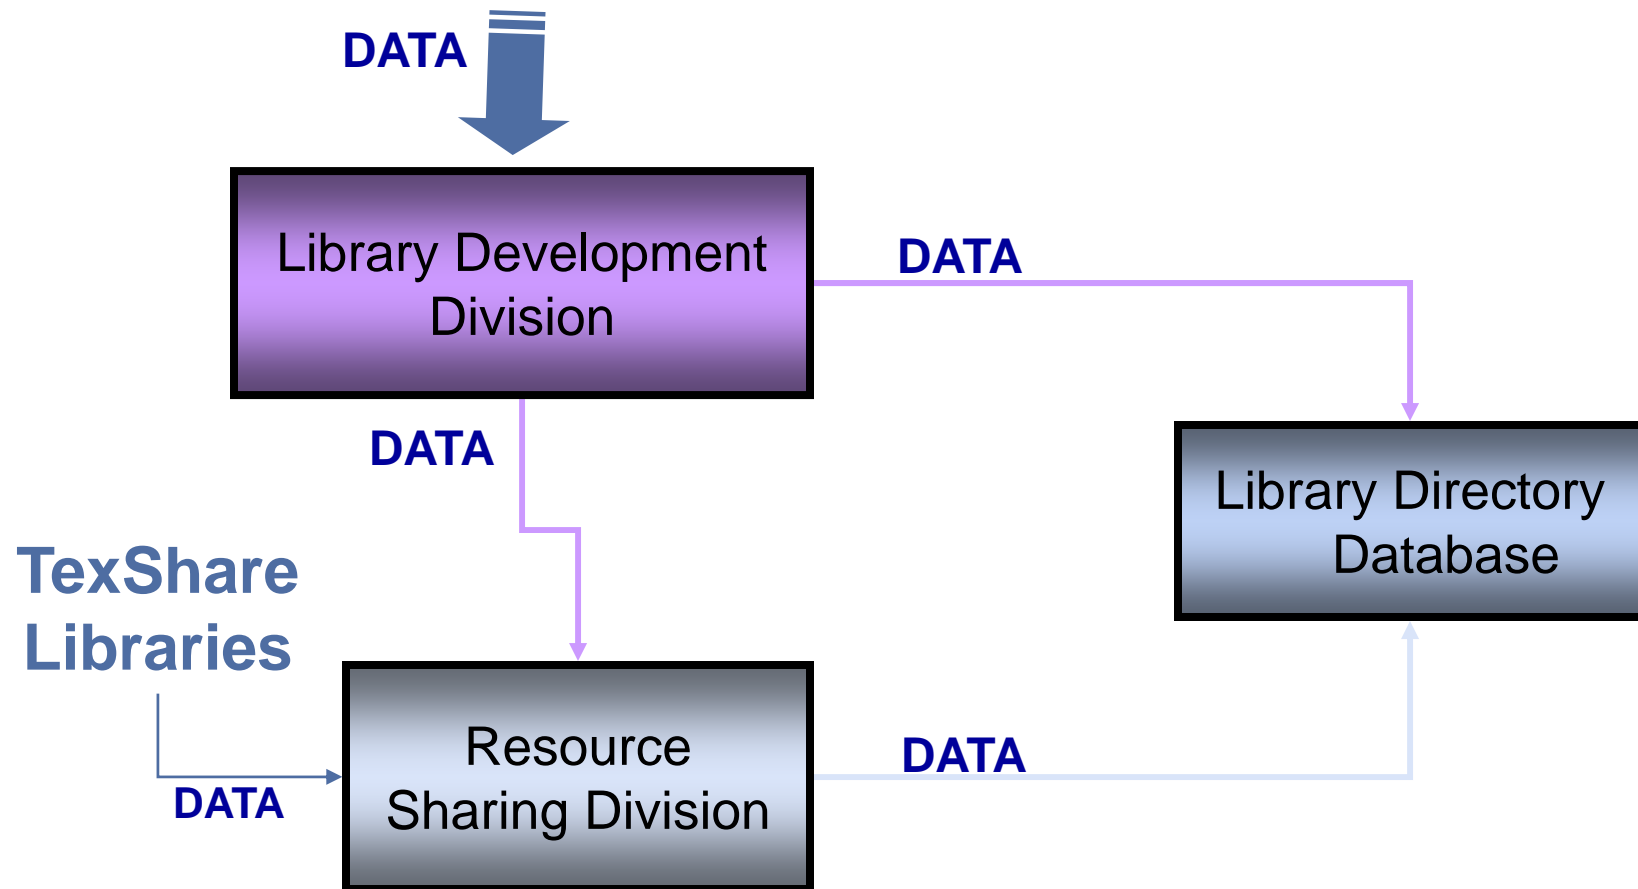 DATA
Library Development
Division
DATA
DATA
Library Directory
Database
TexShare
Libraries
Resource
Sharing Division
DATA
DATA